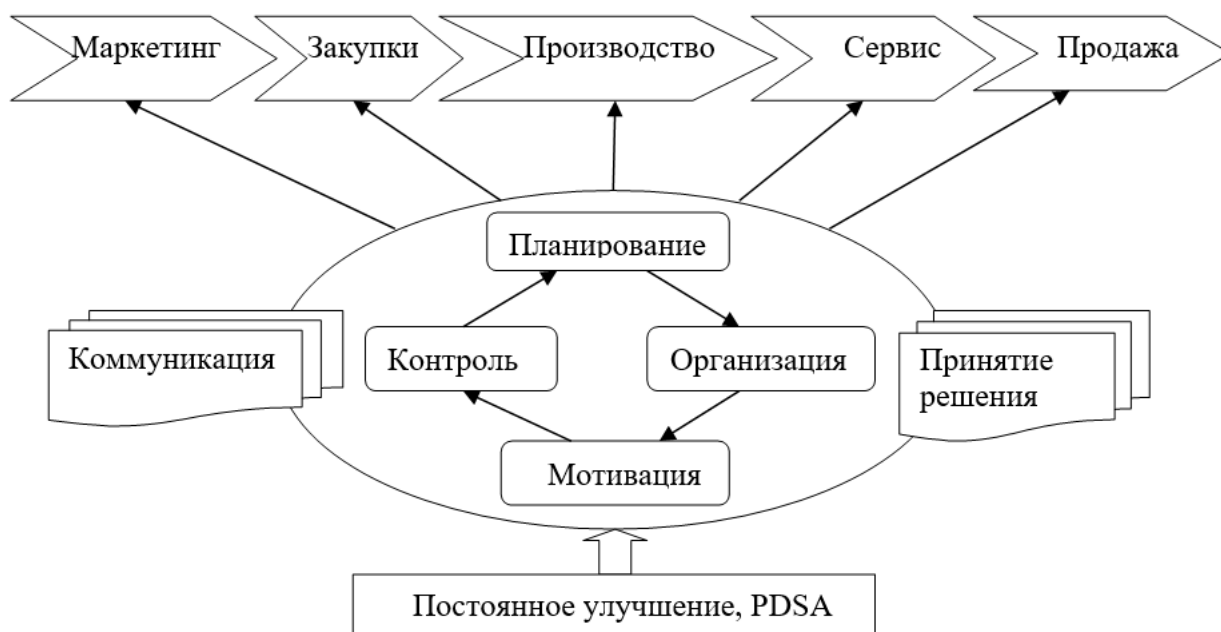 Маркетинг
Закупки
Производство
Сервис
Продажа
Планирование
Коммуникация
Контроль
Организация
Принятие
решения
Мотивация
Постоянное улучшение, PDSA